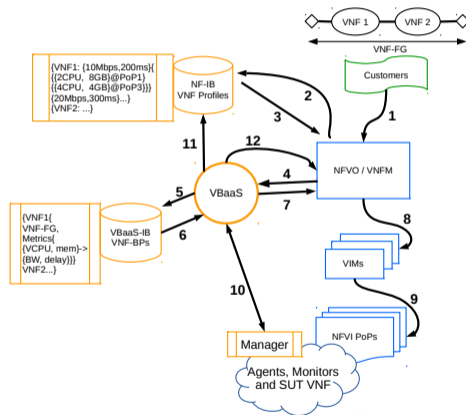 VNF 1
VNF 2
VNF-FG
{VNF1: {10Mbps,200ms}{
{{2CPU, 8GB}@PoP1}
{{4CPU, 4GB}@PoP3}}}
{20Mbps,300ms}...}
{VNF2: ...}
NF-IB
VNF Profiles
Customers
2
3
1
11
12
NFVO / VNFM
4
VBaaS
5
7
8
{VNF1{
VNF-FG,
Metrics{
{VCPU, mem}->
{BW, delay}}}
VNF2...}
VBaaS-IB
VNF-BPs
6
VIMs
10
9
Manager
NFVI PoPs
Agents, Monitors
and SUT VNF